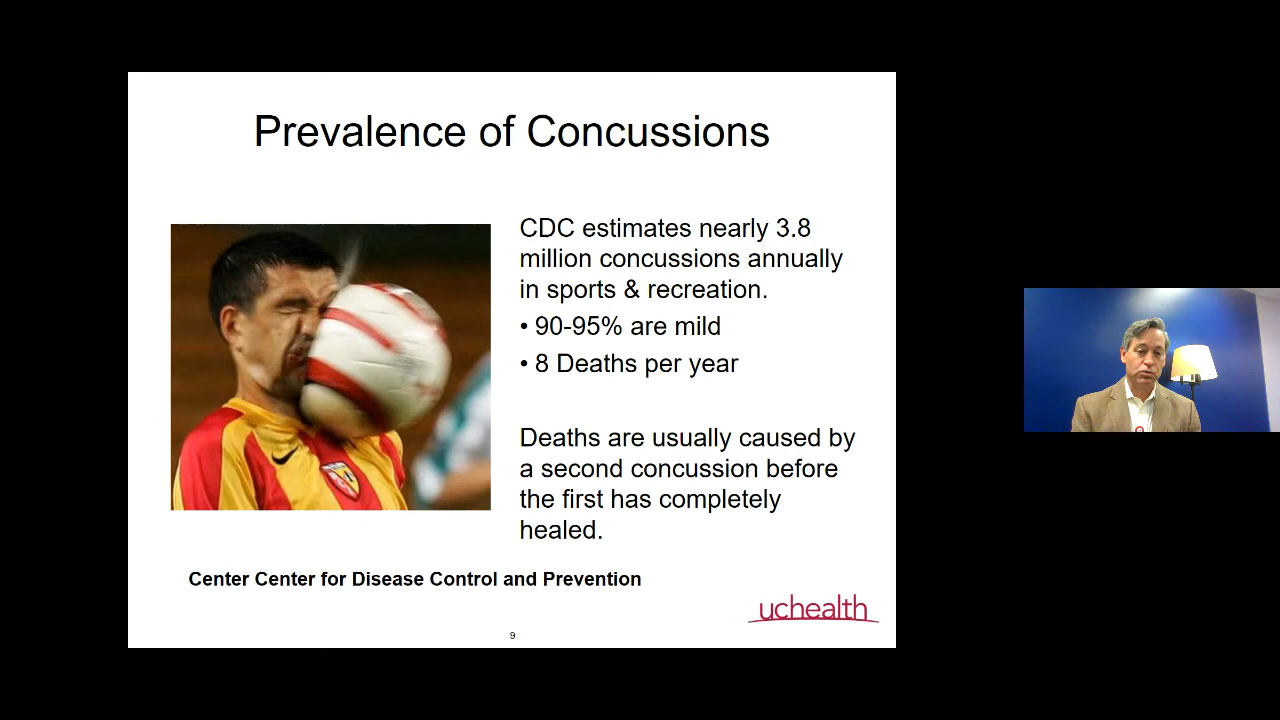 Prevalence of Concussions
CDC estimates nearly 3.8
million concussions annually
in sports & recreation.
• 90-95% are mild
• 8 Deaths per year
Deaths are usually caused by
a second concussion before
the first has completely
healed.
Center Center for Disease Control and Prevention
uchealth
9